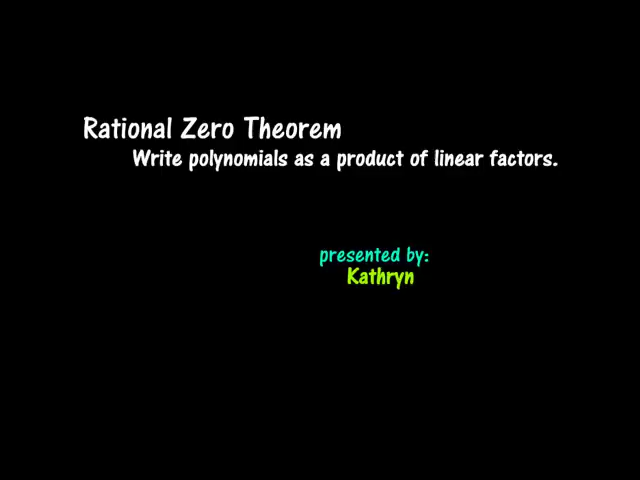 Rational Zero Theorem
Write polynomials as a product of linear factors.
presented by:
Kathryn